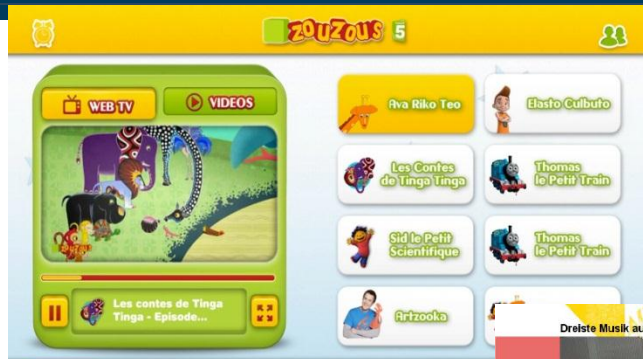 ZOUZOUS 5
WEB TV
VIDEOS
ZOUZOUS
Les contes de Tinga
Tinga - Episode...
Ava Riko Teo
Elasto Culbuto
Les Contes
de Tinga Tinga
Thomas
le Petit Train
Sid le Petit
Scientifique
Thomas
le Petit Train
Artzooka
Dreiste Musik au